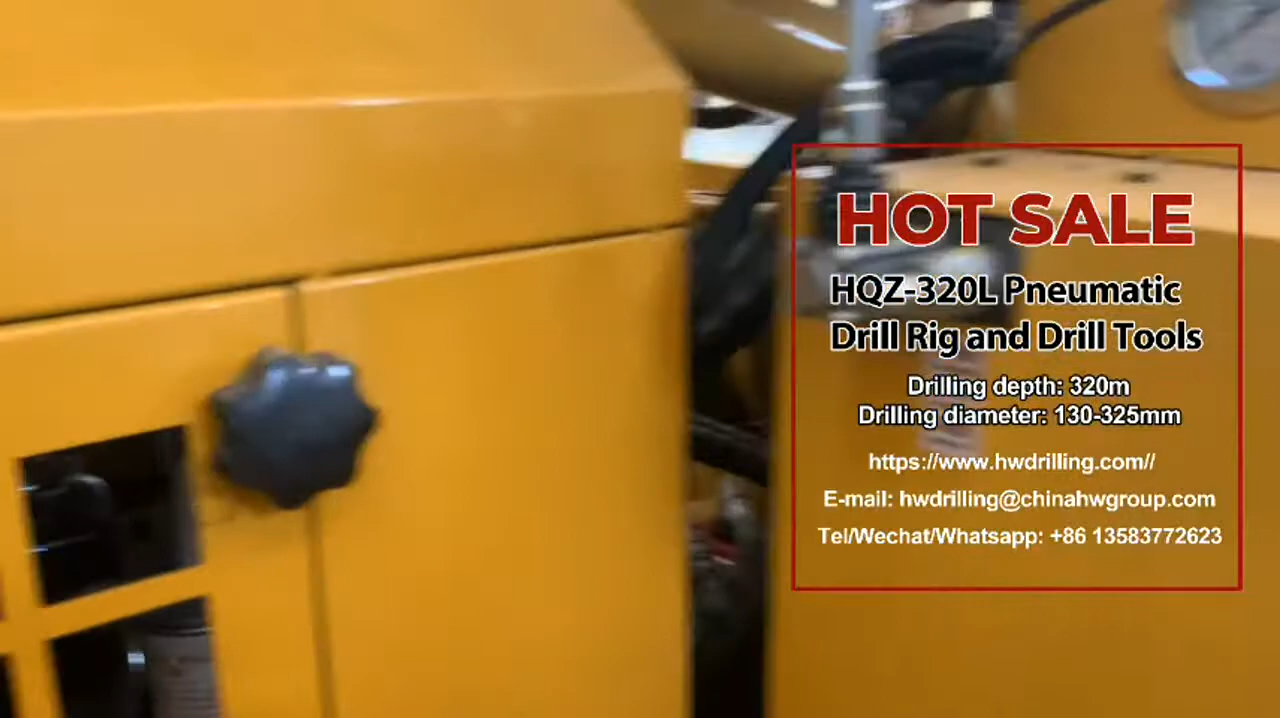 HOT SALE
HQZ-320L Pneumatic
Drill Rig and Drill Tools
Drilling depth: 320m
Drilling diameter: 130-325mm
https://www.hwdrilling.com//
E-mail: hwdrilling@chinahwgroup.com
Tel/Wechat/Whatsapp: +86 13583772623